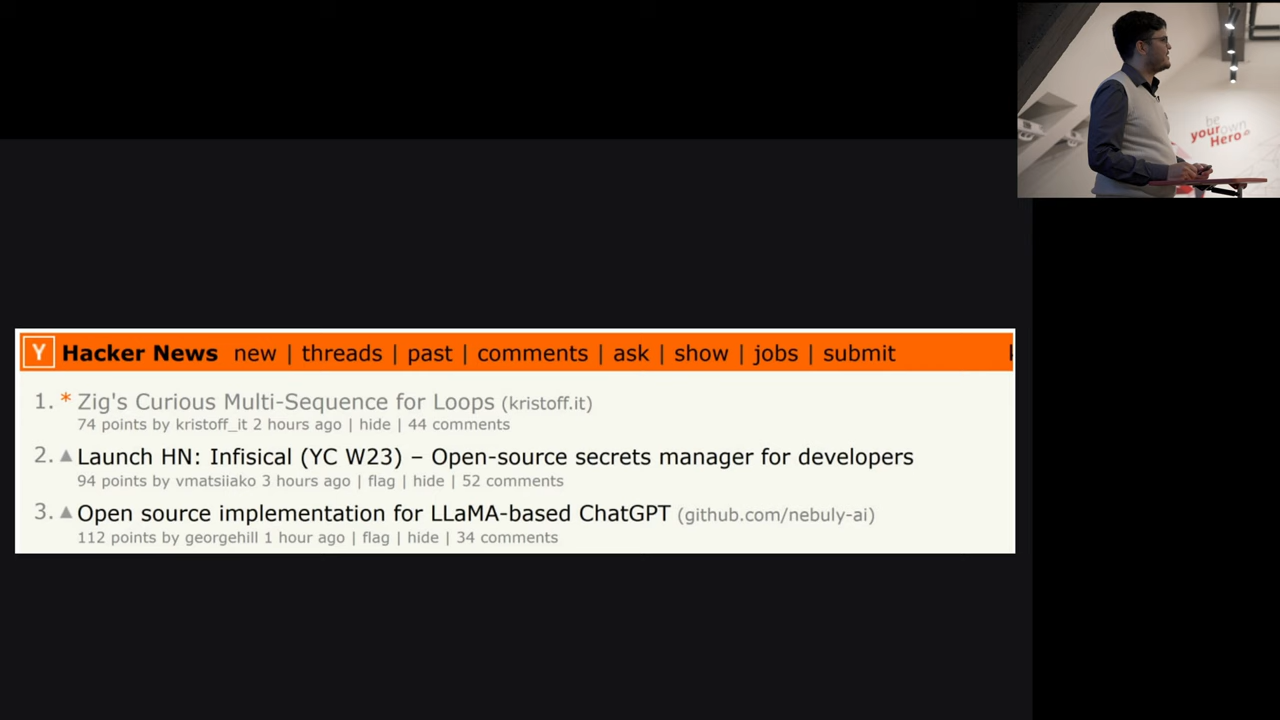 be
your own
Hero
Y Hacker News new | threads | past | comments | ask | show | jobs | submit
1. * Zig's Curious Multi-Sequence for Loops (kristoff.it)
74 points by kristoff_it 2 hours ago | hide | 44 comments
2. ▲ Launch HN: Infisical (YC W23) – Open-source secrets manager for developers
94 points by vmatsiiako 3 hours ago | flag | hide | 52 comments
3. ▲ Open source implementation for LLaMA-based ChatGPT (github.com/nebuly-ai)
112 points by georgehill 1 hour ago | flag | hide | 34 comments